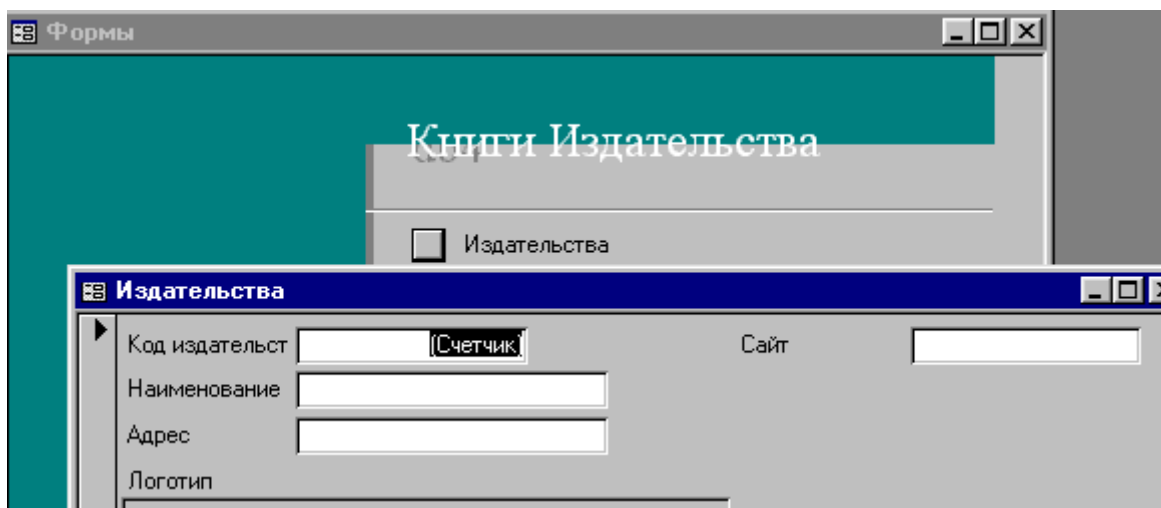 Формы
Книги Издательства
Издательства
Издательства
Код издательст (Счетчик) Сайт
Наименование
Адрес
Логотип